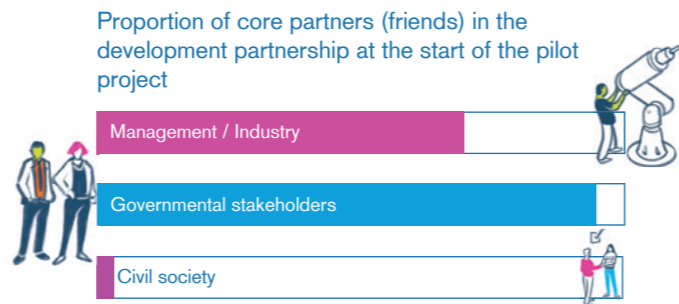 Proportion of core partners (friends) in the
development partnership at the start of the pilot
project
Management / Industry
Governmental stakeholders
Civil society